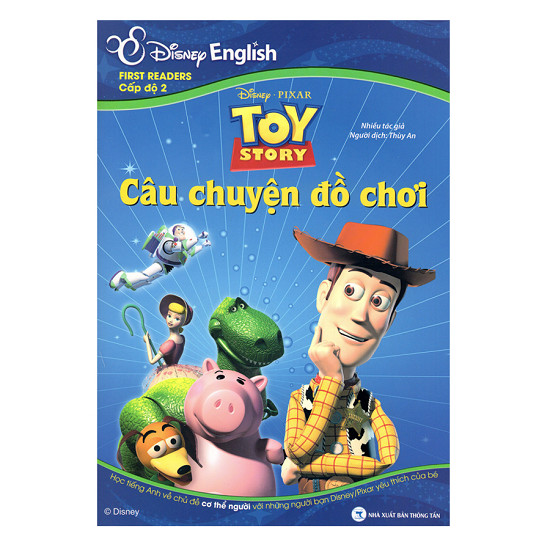 Disney English
FIRST READERS
Cấp độ 2
Disney · PIXAR
TOY
STORY
Nhiều tác giả
Người dịch: Thùy An
Câu chuyện đồ chơi
Học tiếng Anh về chủ đề cơ thể người với những người bạn Disney/Pixar yêu thích của bé
© Disney
NHÀ XUẤT BẢN THÔNG TẤN